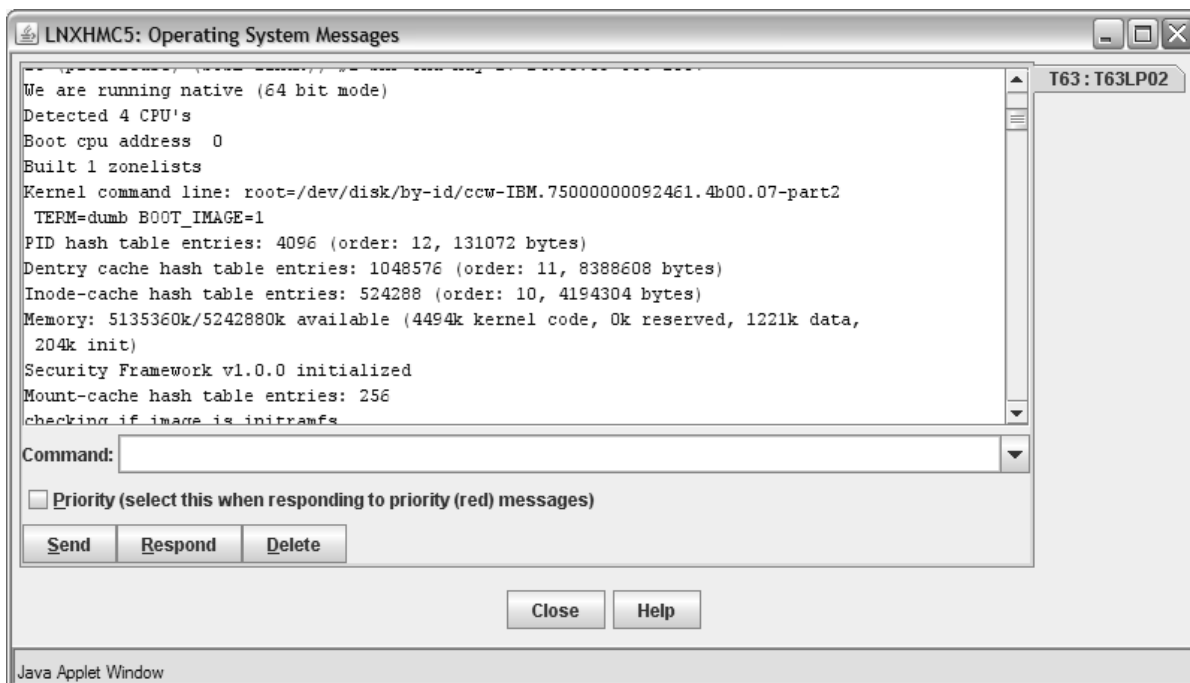 LNXHMC5: Operating System Messages
T63 : T63LP02
We are running native (64 bit mode)
Detected 4 CPU's
Boot cpu address  0
Built 1 zonelists
Kernel command line: root=/dev/disk/by-id/ccw-IBM.75000000092461.4b00.07-part2
 TERM=dumb BOOT_IMAGE=1
PID hash table entries: 4096 (order: 12, 131072 bytes)
Dentry cache hash table entries: 1048576 (order: 11, 8388608 bytes)
Inode-cache hash table entries: 524288 (order: 10, 4194304 bytes)
Memory: 5135360k/5242880k available (4494k kernel code, 0k reserved, 1221k data,
 204k init)
Security Framework v1.0.0 initialized
Mount-cache hash table entries: 256
checking if image is initramfs
Command:
Priority (select this when responding to priority (red) messages)
Send Respond Delete
Close Help
Java Applet Window